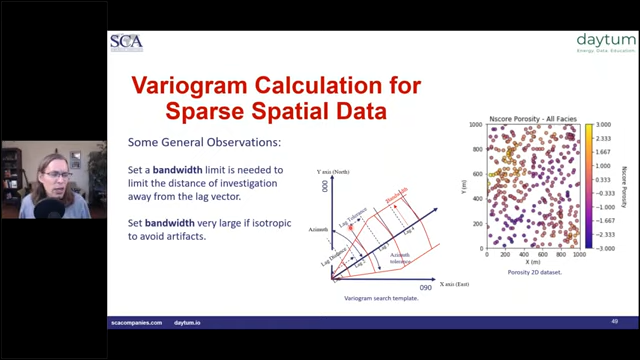 SCA
daytum
Energy. Data. Education.
Variogram Calculation for
Sparse Spatial Data
Some General Observations:
Set a bandwidth limit is needed to
limit the distance of investigation
away from the lag vector.
Set bandwidth very large if isotropic
to avoid artifacts.
Y axis (North)
000
Azimuth
Lag Tolerance
Bandwidth
Lag Distance
Lag 4
Azimuth
tolerance
X axis (East)
090
Variogram search template.
Nscore Porosity - All Facies
1000
800
600
400
200
0
0 200 400 600 800 1000
X (m)
Y (m)
3.000
2.333
1.667
1.000
0.333
-0.333
-1.000
-1.667
-2.333
-3.000
Nscore Porosity
Porosity 2D dataset.
scacompanies.com daytum.io
49